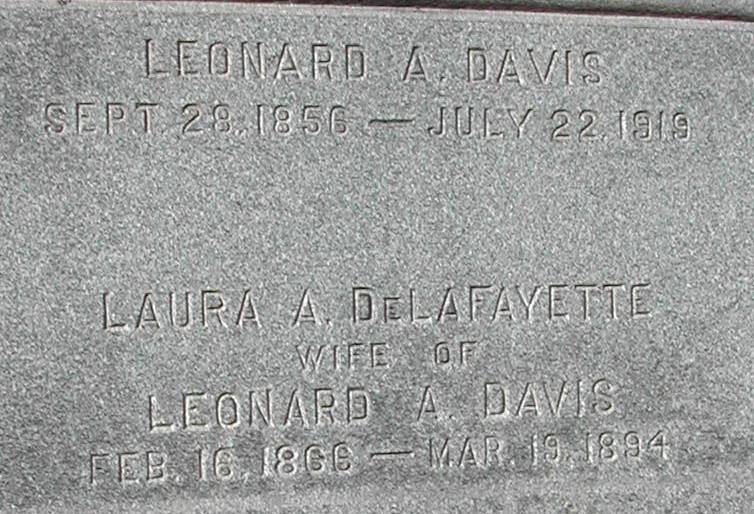 LEONARD A. DAVIS
SEPT. 28, 1856 — JULY 22, 1919
LAURA A. DELAFAYETTE
WIFE OF
LEONARD A. DAVIS
FEB. 16, 1866 — MAR. 19, 1894